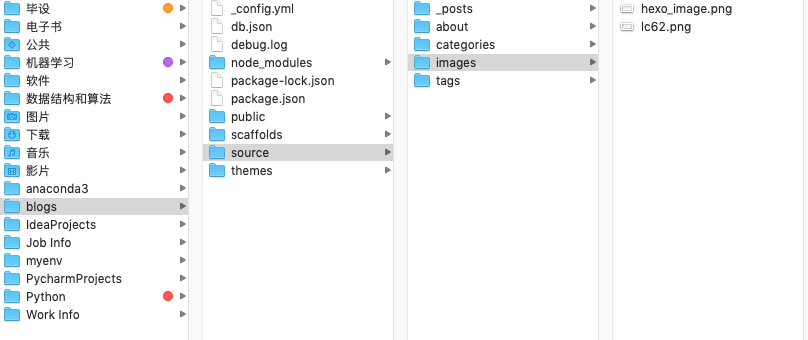 毕设
电子书
公共
机器学习
软件
数据结构和算法
图片
下载
音乐
影片
anaconda3
blogs
IdeaProjects
Job Info
myenv
PycharmProjects
Python
Work Info
_config.yml
db.json
debug.log
node_modules
package-lock.json
package.json
public
scaffolds
source
themes
_posts
about
categories
images
tags
hexo_image.png
lc62.png